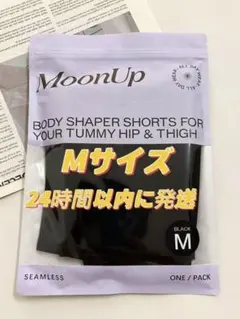 MoonUp
BODY SHAPER SHORTS FOR
YOUR TUMMY HIP & THIGH
Mサイズ
24時間以内に発送
BLACK
M
SEAMLESS
ONE / PACK